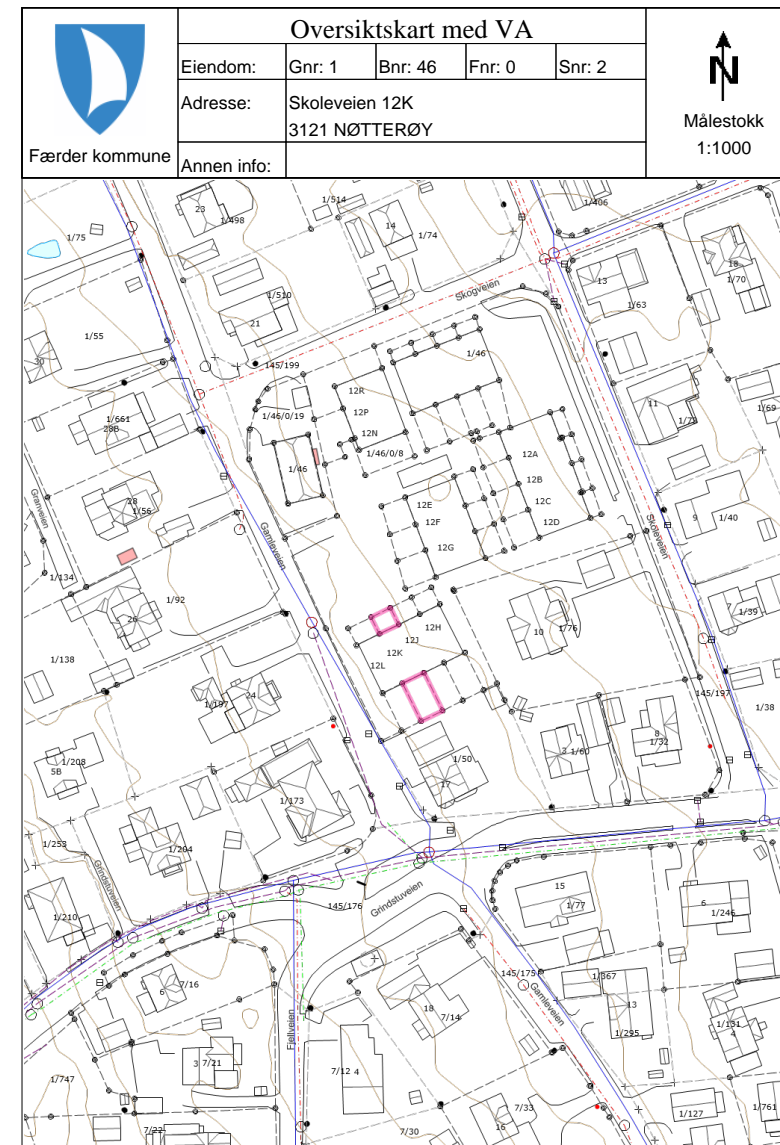 Oversiktskart med VA
Eiendom: Gnr: 1 Bnr: 46 Fnr: 0 Snr: 2
Adresse: Skoleveien 12K
3121 NØTTERØY
Annen info:
Færder kommune
N
Målestokk
1:1000
23
1/498
1/514
14
1/74
1/406
1/75
13
1/63
18
1/70
Skogveien
1/510
21
1/55
30
145/199
1/46
12R
12P
12N
1/46/0/19
1/46/0/8
1/46
11
1/69
1/661
28B
12A
12B
12C
12D
28
1/56
12E
12F
12G
9
1/40
Granveien
Gamleveien
Skoleveien
1/134
1/92
26
12H
12J
12K
12L
10
1/76
7
1/39
1/138
24
1/197
145/197
1/38
8
1/32
3 1/60
1/208
5B
1/50
17
1/173
1/253
1/204
Grindstuveien
15
1/77
6
1/246
1/210
145/176
Grindstuveien
145/175
1/367
Gamleveien
7/16
6
18
7/14
13
1/295
1/131
4
Fjellveien
3 7/21
7/12 4
1/747
7/33
16
1/127
1/761
7/22
7/30